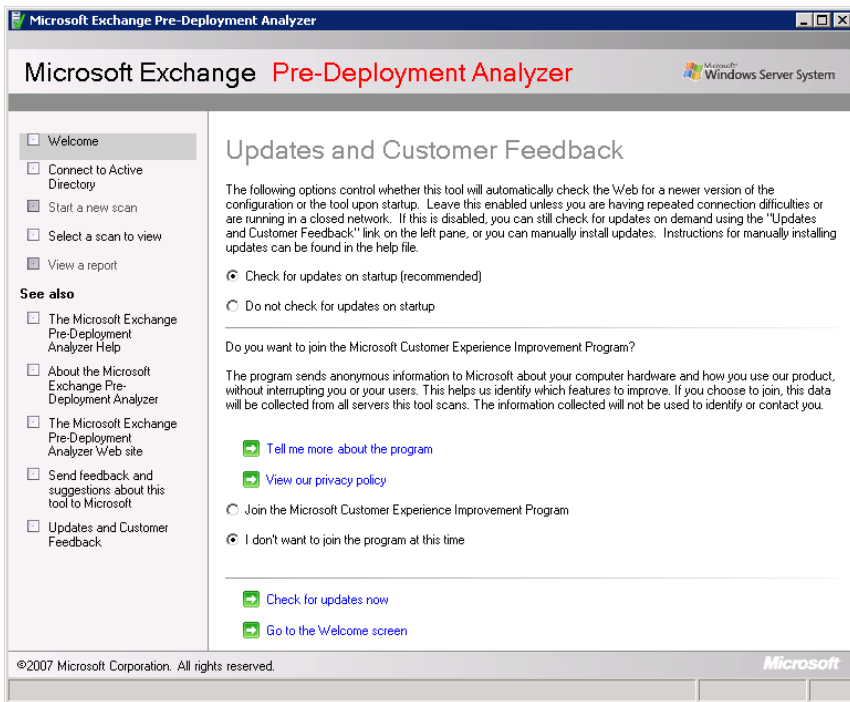 Microsoft Exchange Pre-Deployment Analyzer
Microsoft Exchange Pre-Deployment Analyzer
Microsoft
Windows Server System
Welcome
Connect to Active
Directory
Start a new scan
Select a scan to view
View a report
See also
The Microsoft Exchange
Pre-Deployment
Analyzer Help
About the Microsoft
Exchange Pre-
Deployment Analyzer
The Microsoft Exchange
Pre-Deployment
Analyzer Web site
Send feedback and
suggestions about this
tool to Microsoft
Updates and Customer
Feedback
Updates and Customer Feedback
The following options control whether this tool will automatically check the Web for a newer version of the
configuration or the tool upon startup. Leave this enabled unless you are having repeated connection difficulties or
are running in a closed network. If this is disabled, you can still check for updates on demand using the "Updates
and Customer Feedback" link on the left pane, or you can manually install updates. Instructions for manually installing
updates can be found in the help file.
Check for updates on startup (recommended)
Do not check for updates on startup
Do you want to join the Microsoft Customer Experience Improvement Program?
The program sends anonymous information to Microsoft about your computer hardware and how you use our product,
without interrupting you or your users. This helps us identify which features to improve. If you choose to join, this data
will be collected from all servers this tool scans. The information collected will not be used to identify or contact you.
Tell me more about the program
View our privacy policy
Join the Microsoft Customer Experience Improvement Program
I don't want to join the program at this time
Check for updates now
Go to the Welcome screen
©2007 Microsoft Corporation. All rights reserved.
Microsoft